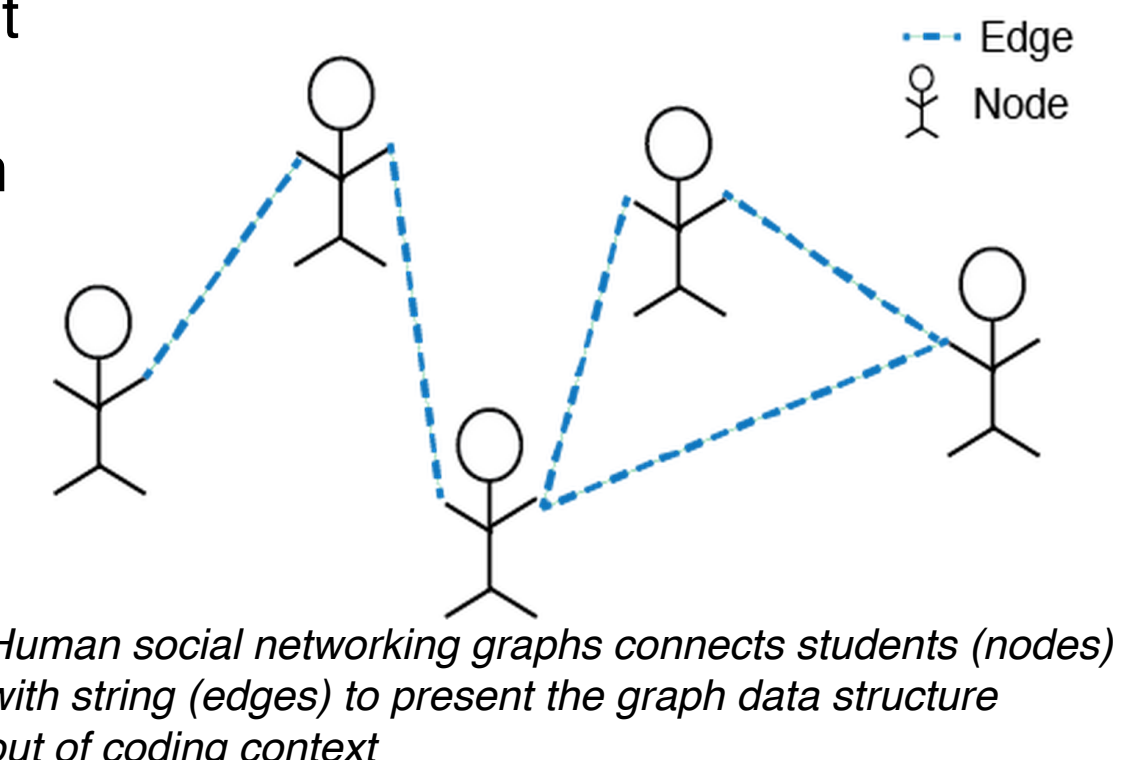 t
n
Edge
Node
Human social networking graphs connects students (nodes)
with string (edges) to present the graph data structure
out of coding context